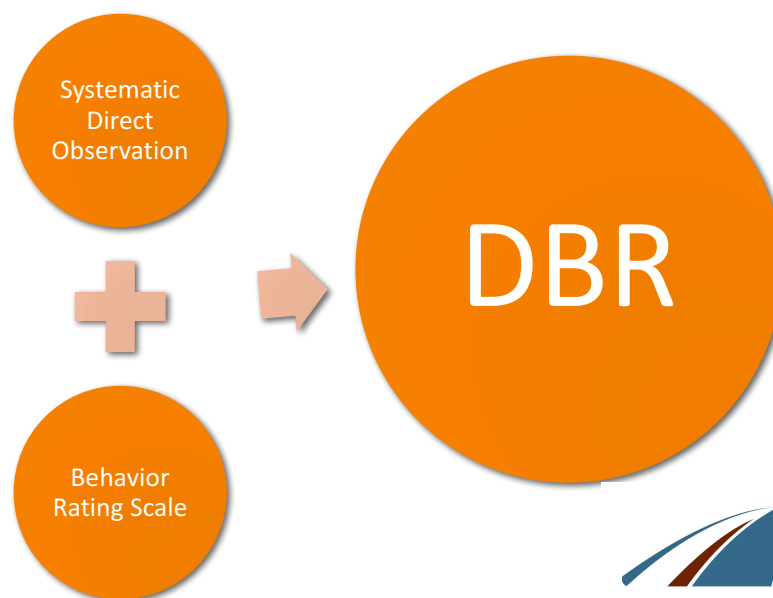 Systematic
Direct
Observation
DBR
Behavior
Rating Scale